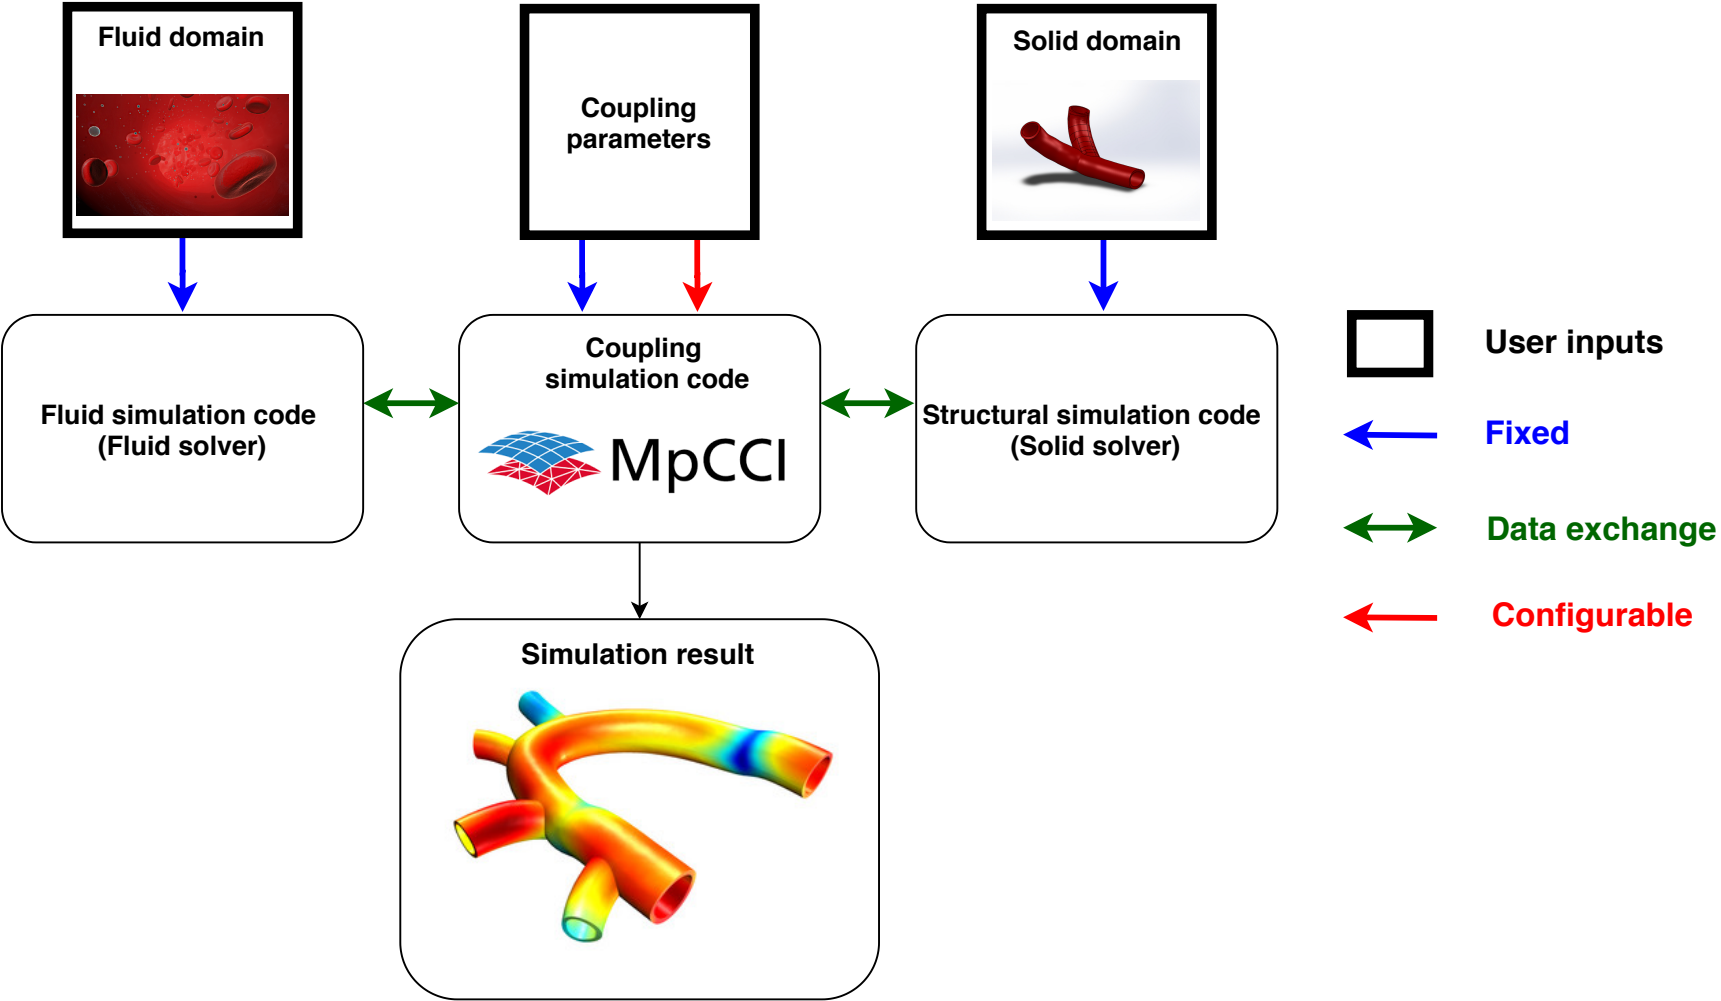 Fluid domain
Coupling
parameters
Solid domain
Fluid simulation code
(Fluid solver)
Coupling
simulation code
MpCCI
Structural simulation code
(Solid solver)
Simulation result
User inputs
Fixed
Data exchange
Configurable